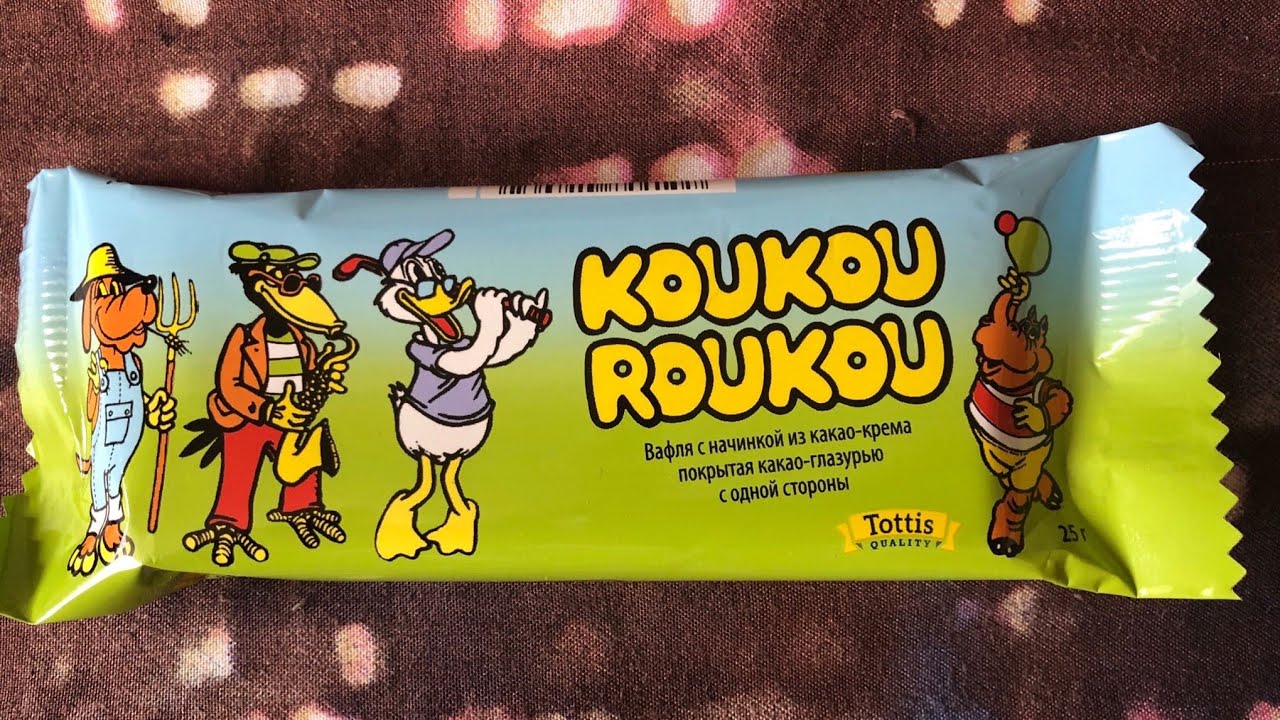 KOUKOU
ROUKOU
Вафля с начинкой из какао-крема
покрытая какао-глазурью
с одной стороны
Tottis
QUALITY
25 г